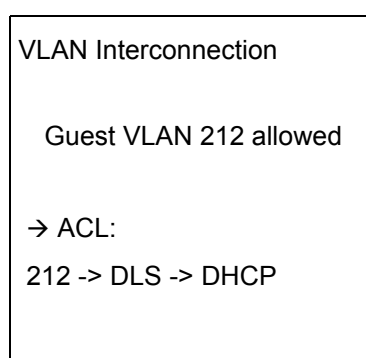 VLAN Interconnection
Guest VLAN 212 allowed
→ ACL:
212 -> DLS -> DHCP